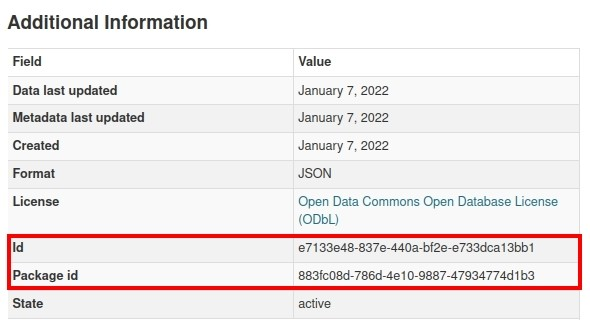 Additional Information
Field Value
Data last updated January 7, 2022
Metadata last updated January 7, 2022
Created January 7, 2022
Format JSON
License Open Data Commons Open Database License
(ODbL)
Id e7133e48-837e-440a-bf2e-e733dca13bb1
Package id 883fc08d-786d-4e10-9887-47934774d1b3
State active